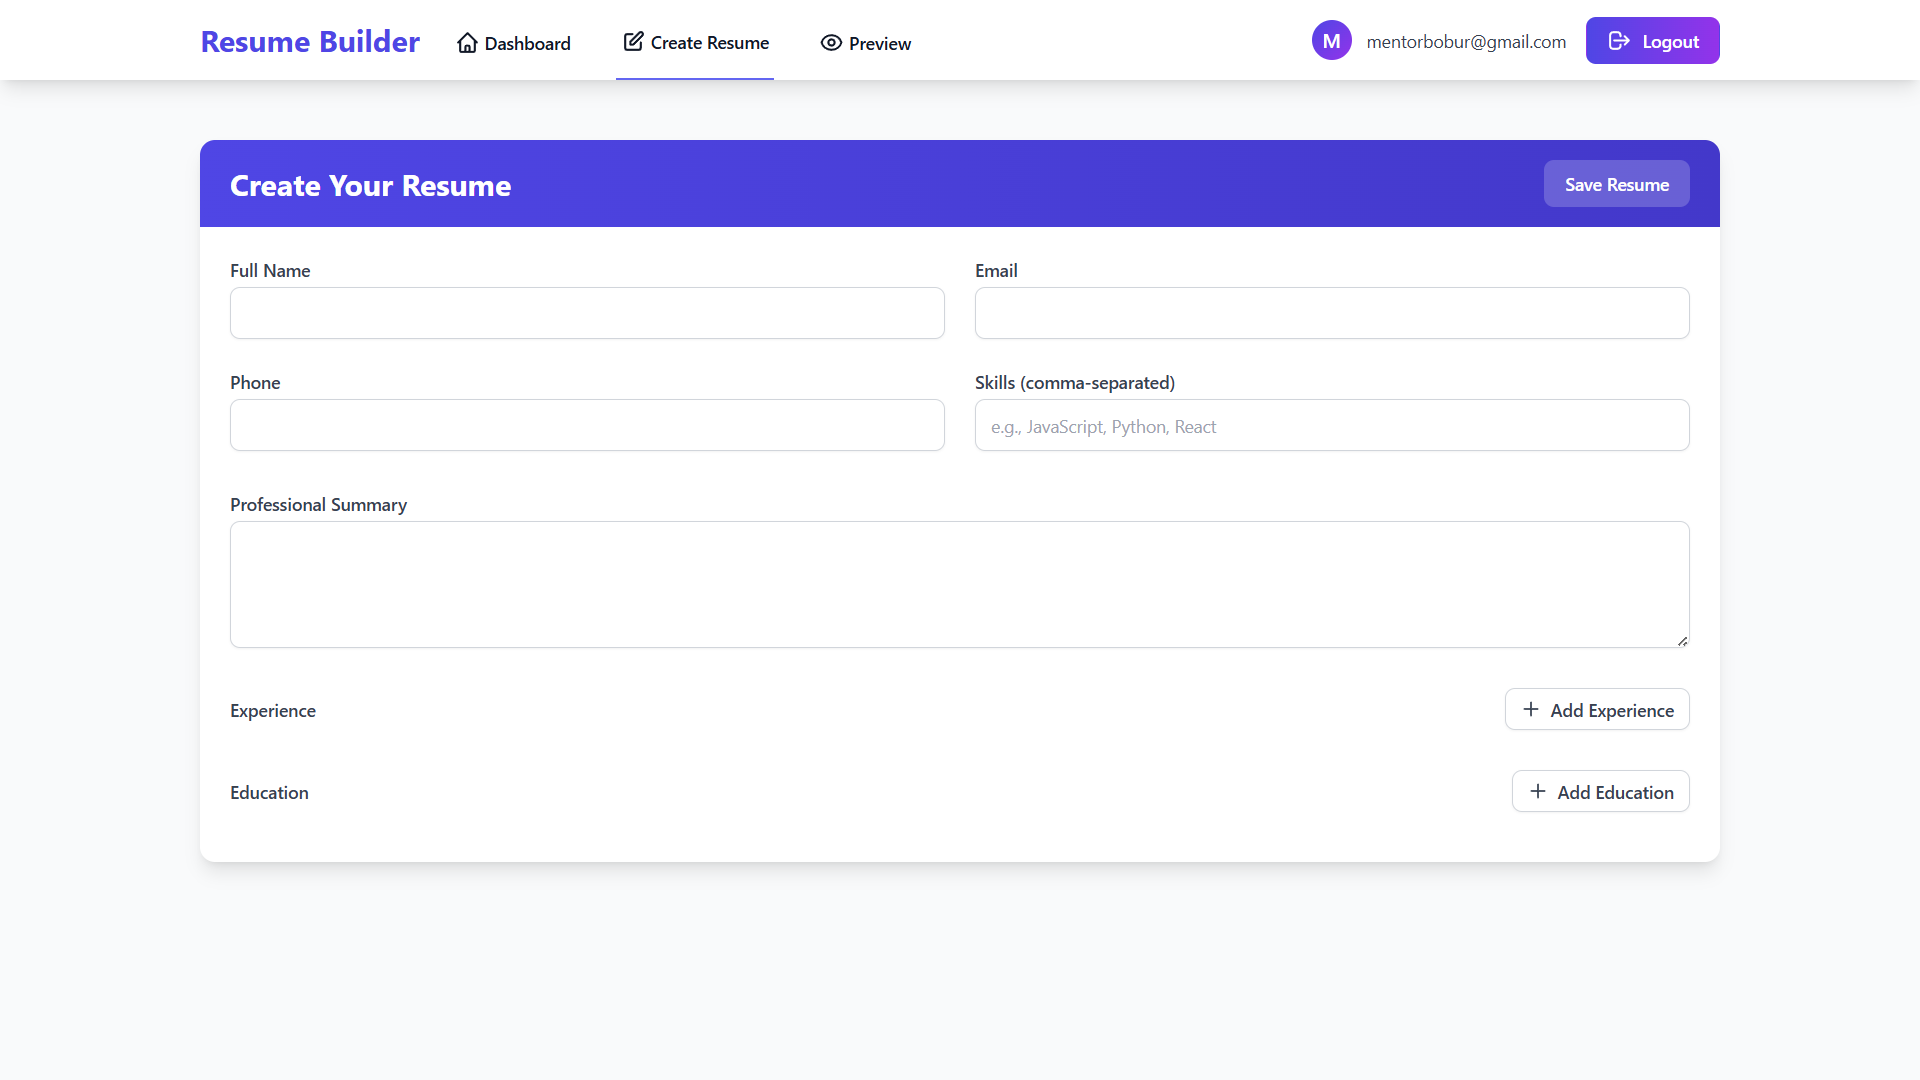 Resume Builder
Dashboard
Create Resume
Preview
M
mentorbobur@gmail.com
Logout
Create Your Resume
Save Resume
Full Name
Email
Phone
Skills (comma-separated)
e.g., JavaScript, Python, React
Professional Summary
Experience
Add Experience
Education
Add Education